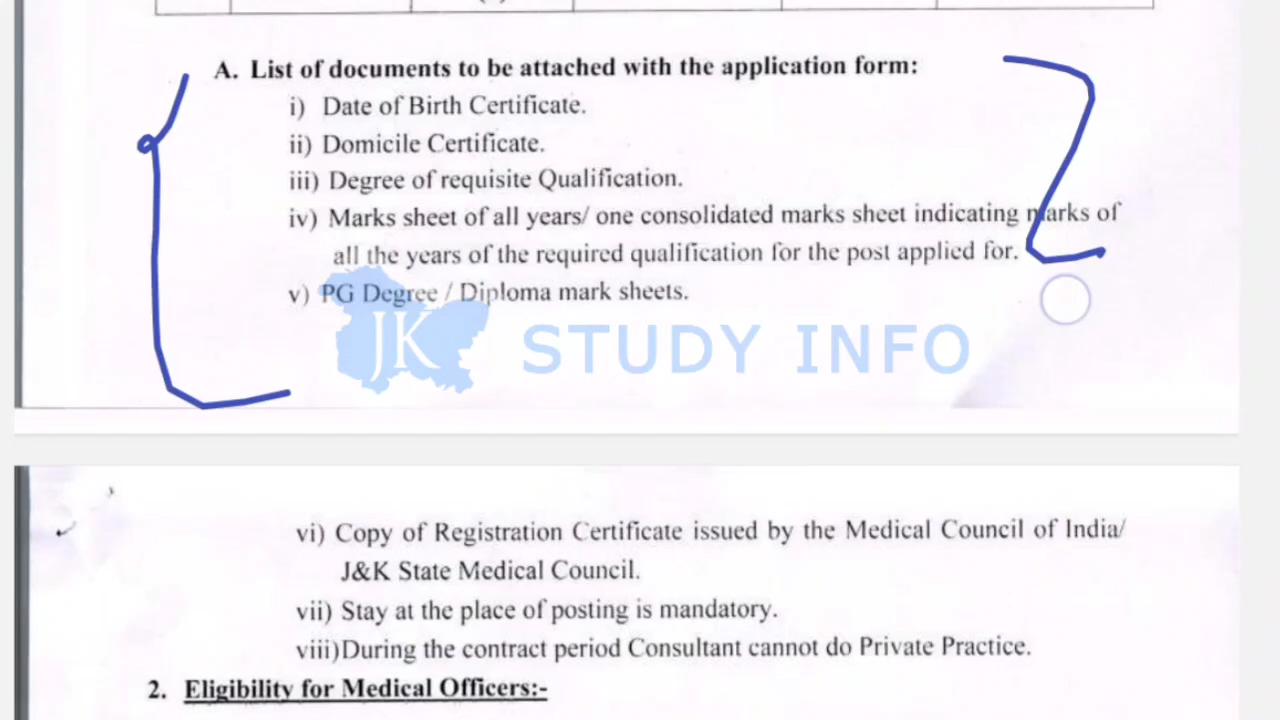 A. List of documents to be attached with the application form:
i) Date of Birth Certificate.
ii) Domicile Certificate.
iii) Degree of requisite Qualification.
iv) Marks sheet of all years/ one consolidated marks sheet indicating marks of
all the years of the required qualification for the post applied for.
v) PG Degree / Diploma mark sheets.
JK STUDY INFO
vi) Copy of Registration Certificate issued by the Medical Council of India/
J&K State Medical Council.
vii) Stay at the place of posting is mandatory.
viii)During the contract period Consultant cannot do Private Practice.
2. Eligibility for Medical Officers:-